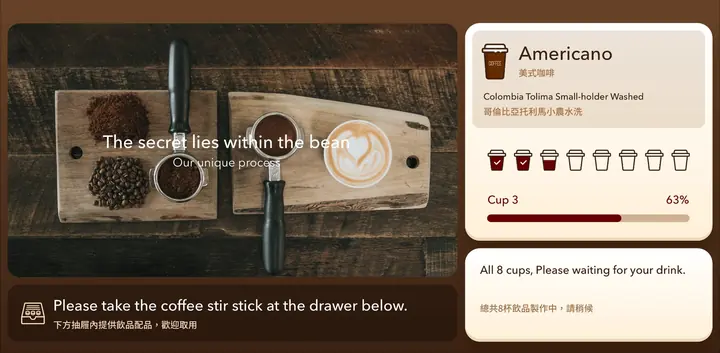 The secret lies within the bean
Our unique process
Please take the coffee stir stick at the drawer below.
下方抽屜內提供飲品配品，歡迎取用
COFFEE
Americano
美式咖啡
Colombia Tolima Small-holder Washed
哥倫比亞托利馬小農水洗
Cup 3
63%
All 8 cups, Please waiting for your drink.
總共8杯飲品製作中，請稍候